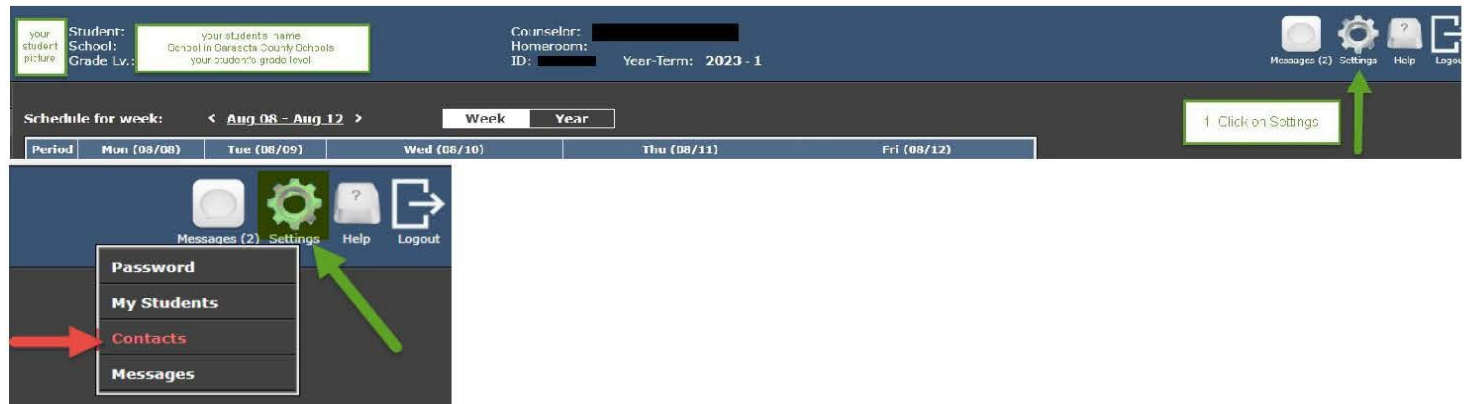 your
student
picture
Student:
School:
Grade Lv.:
your student's name
School in Sarasota County Schools
your student's grade level
Counselor:
Homeroom:
ID:
Year-Term: 2023 - 1
Messages (2)
Settings
Help
Logou
Schedule for week: < Aug 08 - Aug 12 > Week Year
1 Click on Settings
Period Mon (08/08) Tue (08/09) Wed (08/10) Thu (08/11) Fri (08/12)
?
Messages (2) Settings Help Logout
Password
My Students
Contacts
Messages